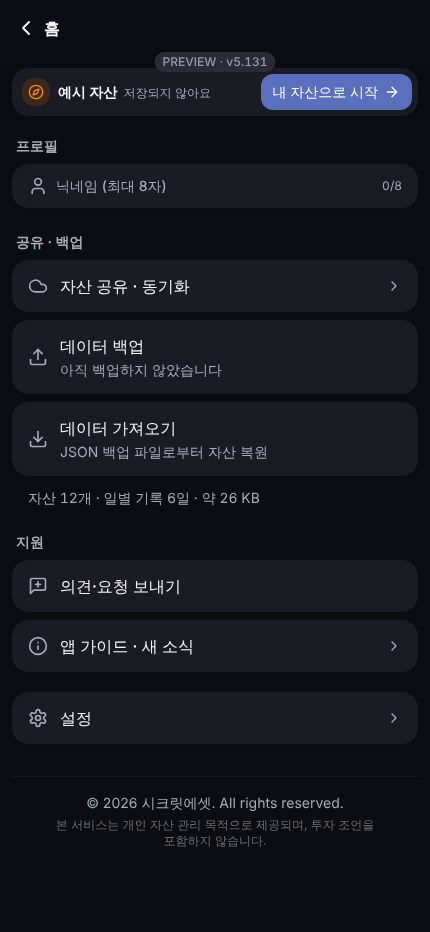 홈
PREVIEW · v5.131
예시 자산 저장되지 않아요 내 자산으로 시작
프로필
닉네임 (최대 8자) 0/8
공유 · 백업
자산 공유 · 동기화
데이터 백업
아직 백업하지 않았습니다
데이터 가져오기
JSON 백업 파일로부터 자산 복원
자산 12개 · 일별 기록 6일 · 약 26 KB
지원
의견·요청 보내기
앱 가이드 · 새 소식
설정
© 2026 시크릿에셋. All rights reserved.
본 서비스는 개인 자산 관리 목적으로 제공되며, 투자 조언을
포함하지 않습니다.